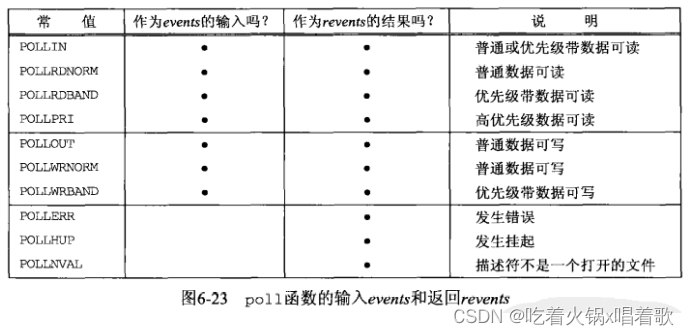 常 值 作为events的输入吗？ 作为revents的结果吗？ 说 明
POLLIN • • 普通或优先级带数据可读
POLLRDNORM • • 普通数据可读
POLLRDBAND • • 优先级带数据可读
POLLPRI • • 高优先级数据可读
POLLOUT • • 普通数据可写
POLLWRNORM • • 普通数据可写
POLLWRBAND • • 优先级带数据可写
POLLERR • 发生错误
POLLHUP • 发生挂起
POLLNVAL • 描述符不是一个打开的文件
图6-23 poll函数的输入events和返回revents
CSDN @吃着火锅x唱着歌